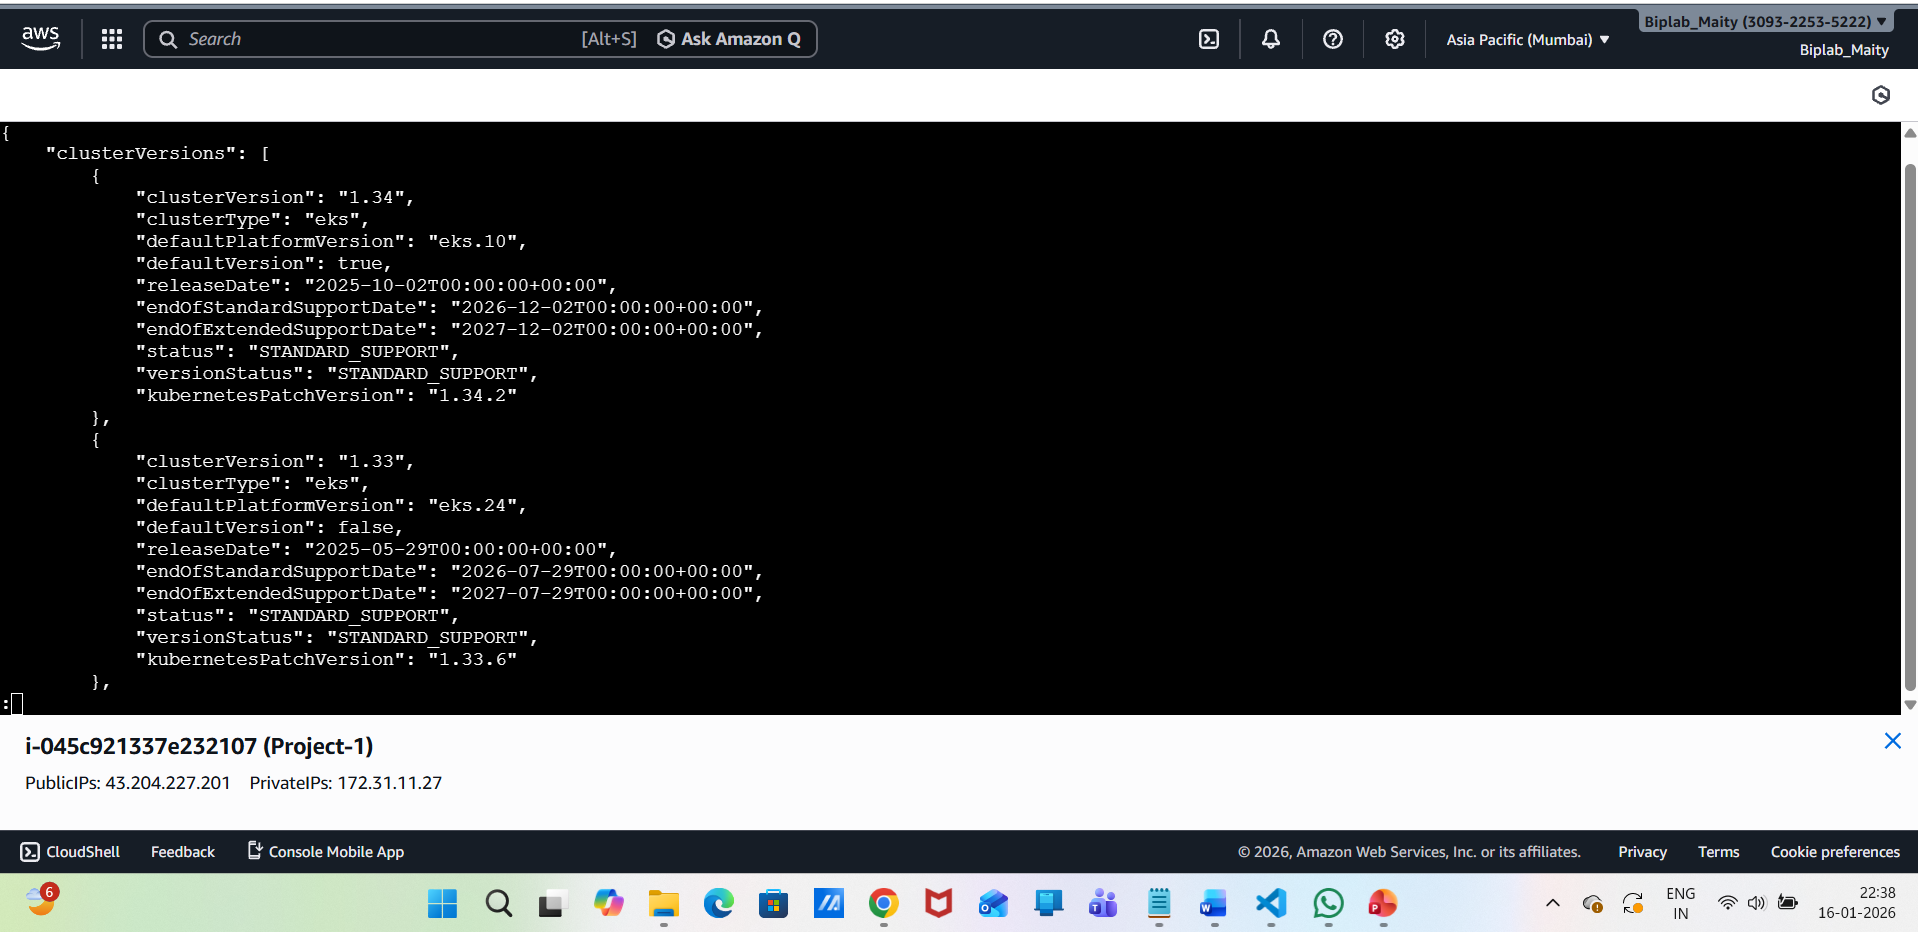 aws
Search [Alt+S] Ask Amazon Q
Asia Pacific (Mumbai) ▼
Biplab_Maity (3093-2253-5222) ▼
Biplab_Maity
{
    "clusterVersions": [
        {
            "clusterVersion": "1.34",
            "clusterType": "eks",
            "defaultPlatformVersion": "eks.10",
            "defaultVersion": true,
            "releaseDate": "2025-10-02T00:00:00+00:00",
            "endOfStandardSupportDate": "2026-12-02T00:00:00+00:00",
            "endOfExtendedSupportDate": "2027-12-02T00:00:00+00:00",
            "status": "STANDARD_SUPPORT",
            "versionStatus": "STANDARD_SUPPORT",
            "kubernetesPatchVersion": "1.34.2"
        },
        {
            "clusterVersion": "1.33",
            "clusterType": "eks",
            "defaultPlatformVersion": "eks.24",
            "defaultVersion": false,
            "releaseDate": "2025-05-29T00:00:00+00:00",
            "endOfStandardSupportDate": "2026-07-29T00:00:00+00:00",
            "endOfExtendedSupportDate": "2027-07-29T00:00:00+00:00",
            "status": "STANDARD_SUPPORT",
            "versionStatus": "STANDARD_SUPPORT",
            "kubernetesPatchVersion": "1.33.6"
        },
:
i-045c921337e232107 (Project-1)
PublicIPs: 43.204.227.201 PrivateIPs: 172.31.11.27
CloudShell Feedback Console Mobile App © 2026, Amazon Web Services, Inc. or its affiliates. Privacy Terms Cookie preferences
6
ENG
IN
22:38
16-01-2026